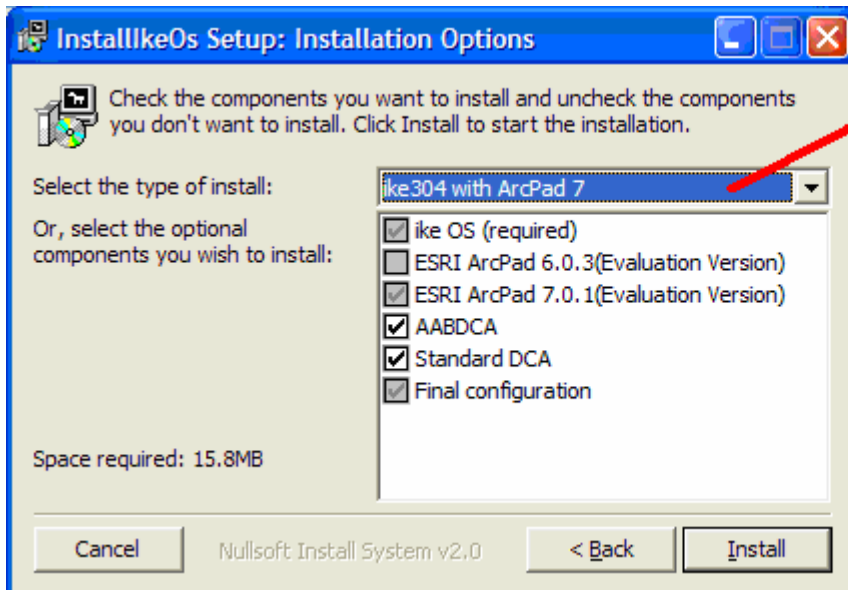 InstallIkeOs Setup: Installation Options
Check the components you want to install and uncheck the components
you don't want to install. Click Install to start the installation.
Select the type of install:
ike304 with ArcPad 7
Or, select the optional
components you wish to install:
ike OS (required)
ESRI ArcPad 6.0.3(Evaluation Version)
ESRI ArcPad 7.0.1(Evaluation Version)
AABDCA
Standard DCA
Final configuration
Space required: 15.8MB
Cancel
Nullsoft Install System v2.0
< Back
Install